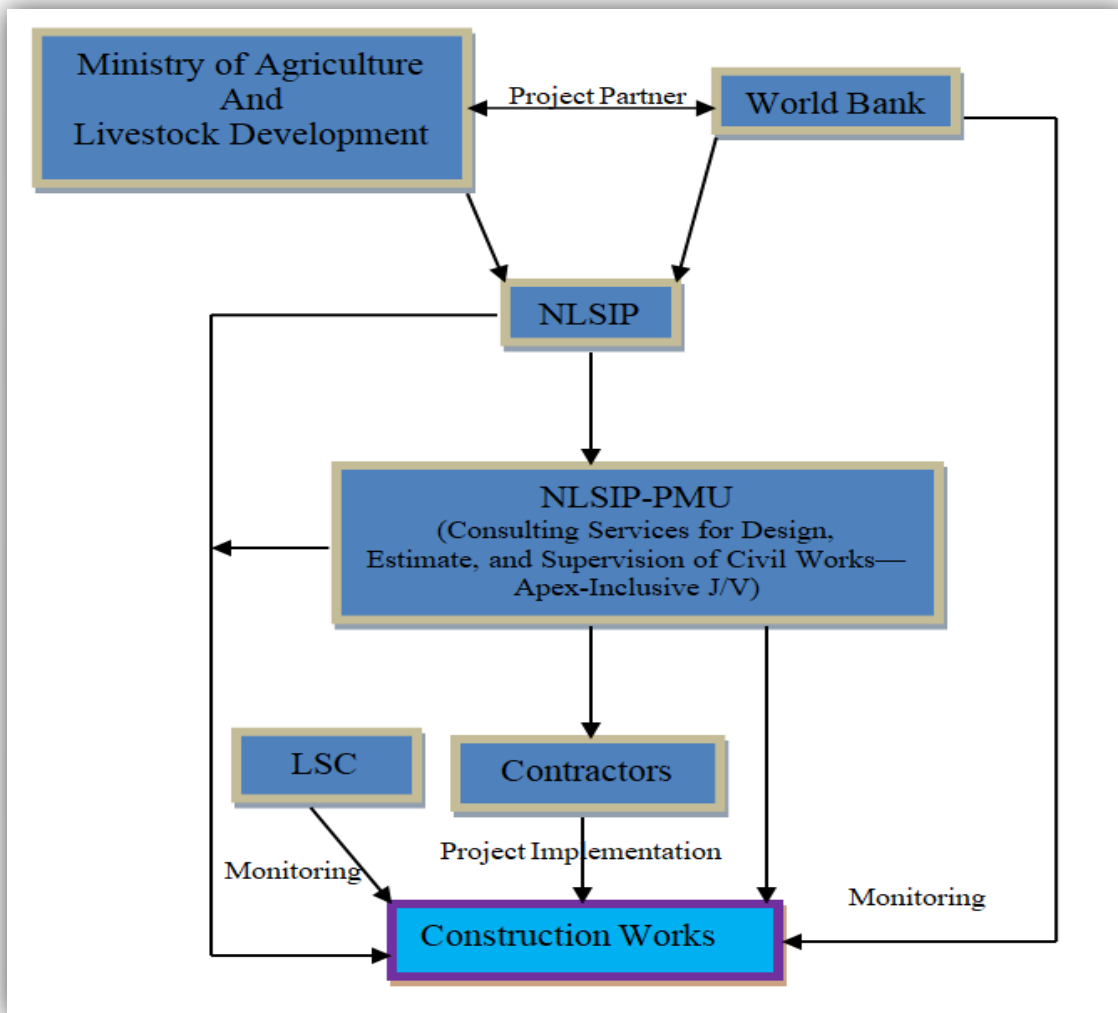 Ministry of Agriculture
And
Livestock Development
Project Partner
World Bank
NLSIP
NLSIP-PMU
(Consulting Services for Design,
Estimate, and Supervision of Civil Works—
Apex-Inclusive J/V)
LSC
Contractors
Monitoring
Project Implementation
Monitoring
Construction Works